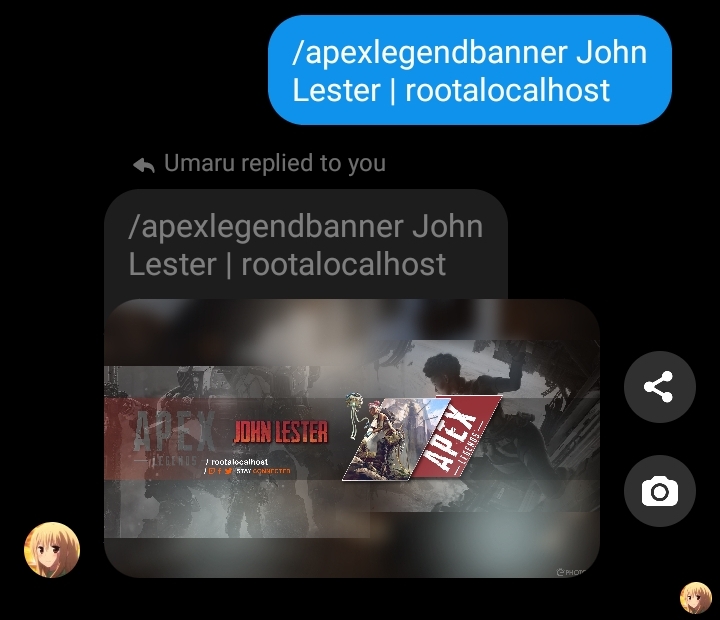 /apexlegendbanner John
Lester | rootalocalhost
Umaru replied to you
/apexlegendbanner John
Lester | rootalocalhost
APEX
LEGENDS
JOHN LESTER
/ rootalocalhost
/ STAY CONNECTED
APEX
LEGENDS